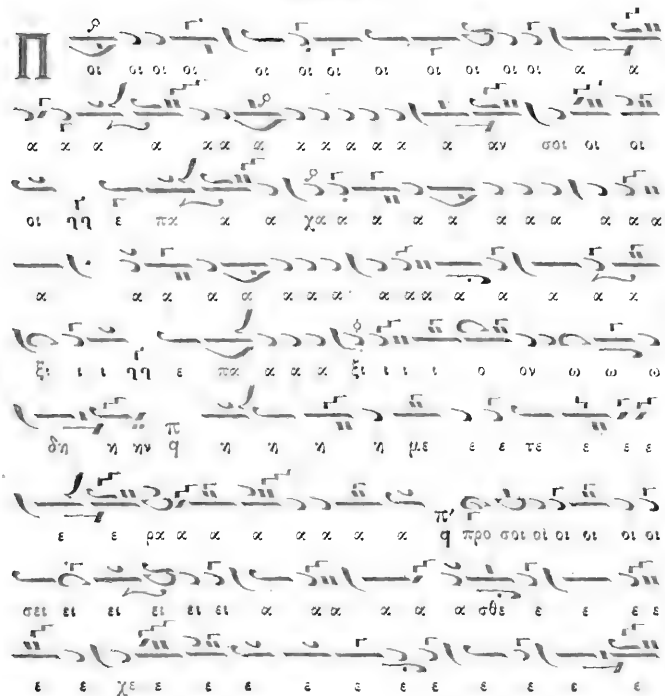 Π οι οι οι οι οι οι οι οι οι οι οι οι α α
α α α α α α α α α α α α α αν σοι οι οι
οι ηη ε πα α α χα α α α α α α α α α α α
α α α α α α α α α α α α α α α α
ξι ι ι ηη ε πα α α α ξι ι ι ι ο ον ω ω ω
δη η ην π q η η η η με ε ε τε ε ε ε
ε ε ρα α α α α α α α π q προ σοι οι οι οι οι οι
σει ει ει ει ει ει α α α α α α σθε ε ε ε ε ε
ε ε χε ε ε ε ε ε ε ε ε ε ε ε ε